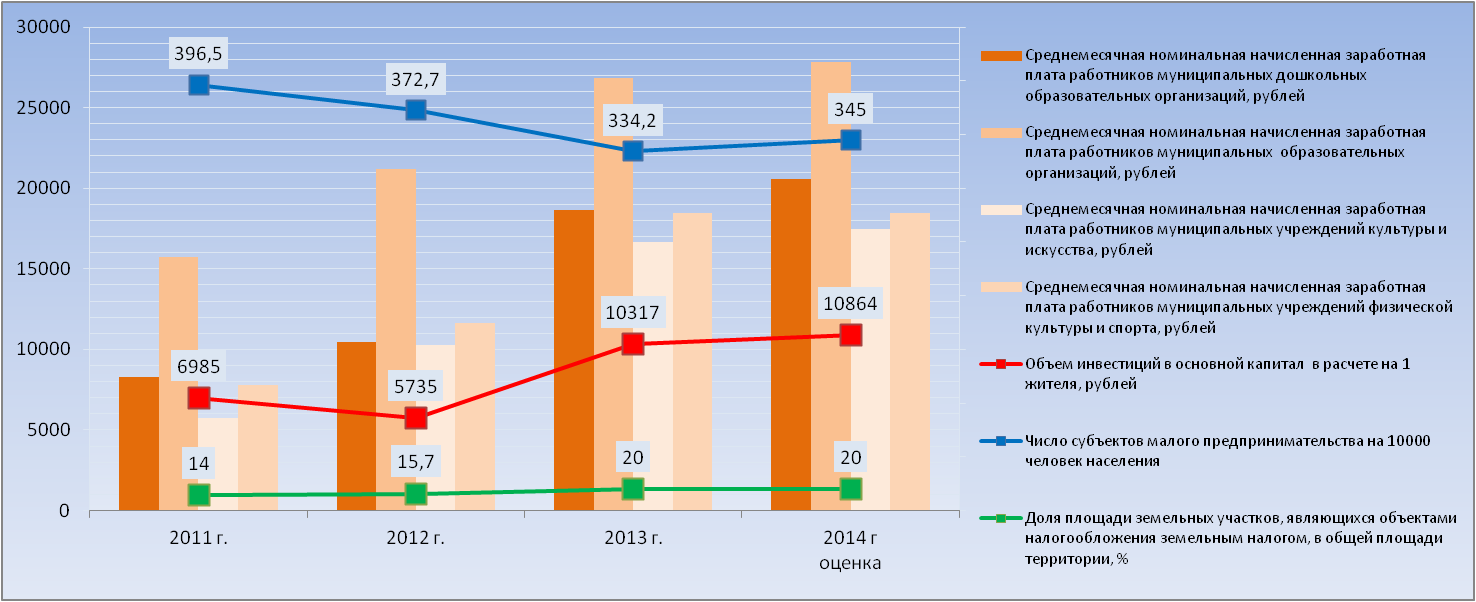 30000
25000
20000
15000
10000
5000
0
396,5
372,7
334,2
345
6985
5735
10317
10864
14
15,7
20
20
2011 г.
2012 г.
2013 г.
2014 г
оценка
Среднемесячная номинальная начисленная заработная
плата работников муниципальных дошкольных
образовательных организаций, рублей
Среднемесячная номинальная начисленная заработная
плата работников муниципальных образовательных
организаций, рублей
Среднемесячная номинальная начисленная заработная
плата работников муниципальных учреждений культуры и
искусства, рублей
Среднемесячная номинальная начисленная заработная
плата работников муниципальных учреждений физической
культуры и спорта, рублей
Объем инвестиций в основной капитал в расчете на 1
жителя, рублей
Число субъектов малого предпринимательства на 10000
человек населения
Доля площади земельных участков, являющихся объектами
налогообложения земельным налогом, в общей площади
территории, %